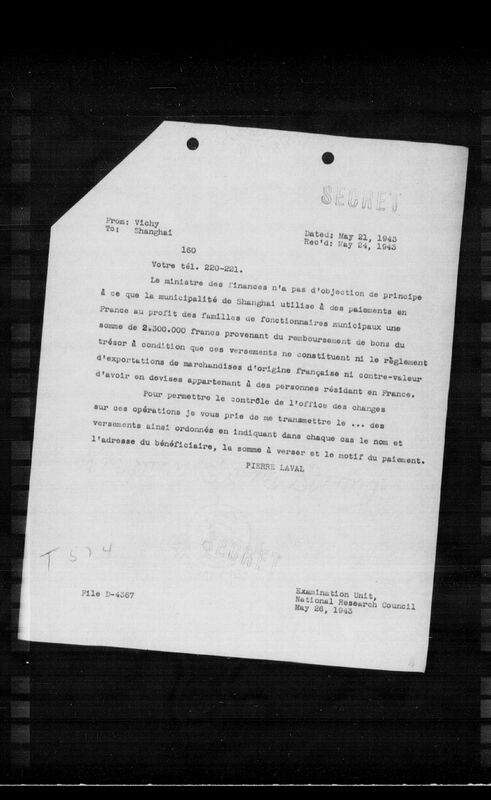 SECRET
From: Vichy
To: Shanghai
Dated: May 21, 1943
Rec'd: May 24, 1943
160
Votre tél. 220-221.
Le ministre des finances n'a pas d'objection de principe
à ce que la municipalité de Shanghai utilise à des paiements en
France au profit des familles de fonctionnaires municipaux une
somme de 2.300.000 francs provenant du remboursement de bons du
trésor à condition que ces versements ne constituent ni le règlement
d'exportations de marchandises d'origine française ni contre-valeur
d'avoir en devises appartenant à des personnes résidant en France.
Pour permettre le contrôle de l'office des changes
sur ces opérations je vous prie de me transmettre le ... des
versements ainsi ordonnés en indiquant dans chaque cas le nom et
l'adresse du bénéficiaire, la somme à verser et le motif du paiement.
PIERRE LAVAL
SECRET
T 574
File D-4367
Examination Unit,
National Research Council
May 26, 1943